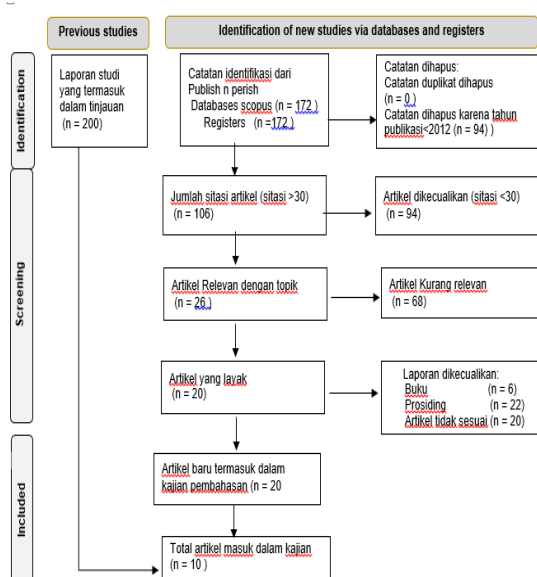 Previous studies
Identification of new studies via databases and registers
Identification
Laporan studi
yang termasuk
dalam tinjauan
(n = 200)
Catatan identifikasi dari
Publish n perish
Databases scopus (n = 172 )
Registers (n =172 )
Catatan dihapus:
Catatan duplikat dihapus
(n = 0 )
Catatan dihapus karena tahun
publikasi<2012 (n = 94) )
Screening
Jumlah sitasi artikel (sitasi >30)
(n = 106)
Artikel dikecualikan (sitasi <30)
(n = 94)
Artikel Relevan dengan topik
(n = 26 )
Artikel Kurang relevan
(n = 68)
Artikel yang layak
(n = 20)
Laporan dikecualikan:
Buku (n = 6)
Prosiding (n = 22)
Artikel tidak sesuai (n = 20)
Included
Artikel baru termasuk dalam
kajian pembahasan (n = 20
Total artikel masuk dalam kajian
(n = 10 )